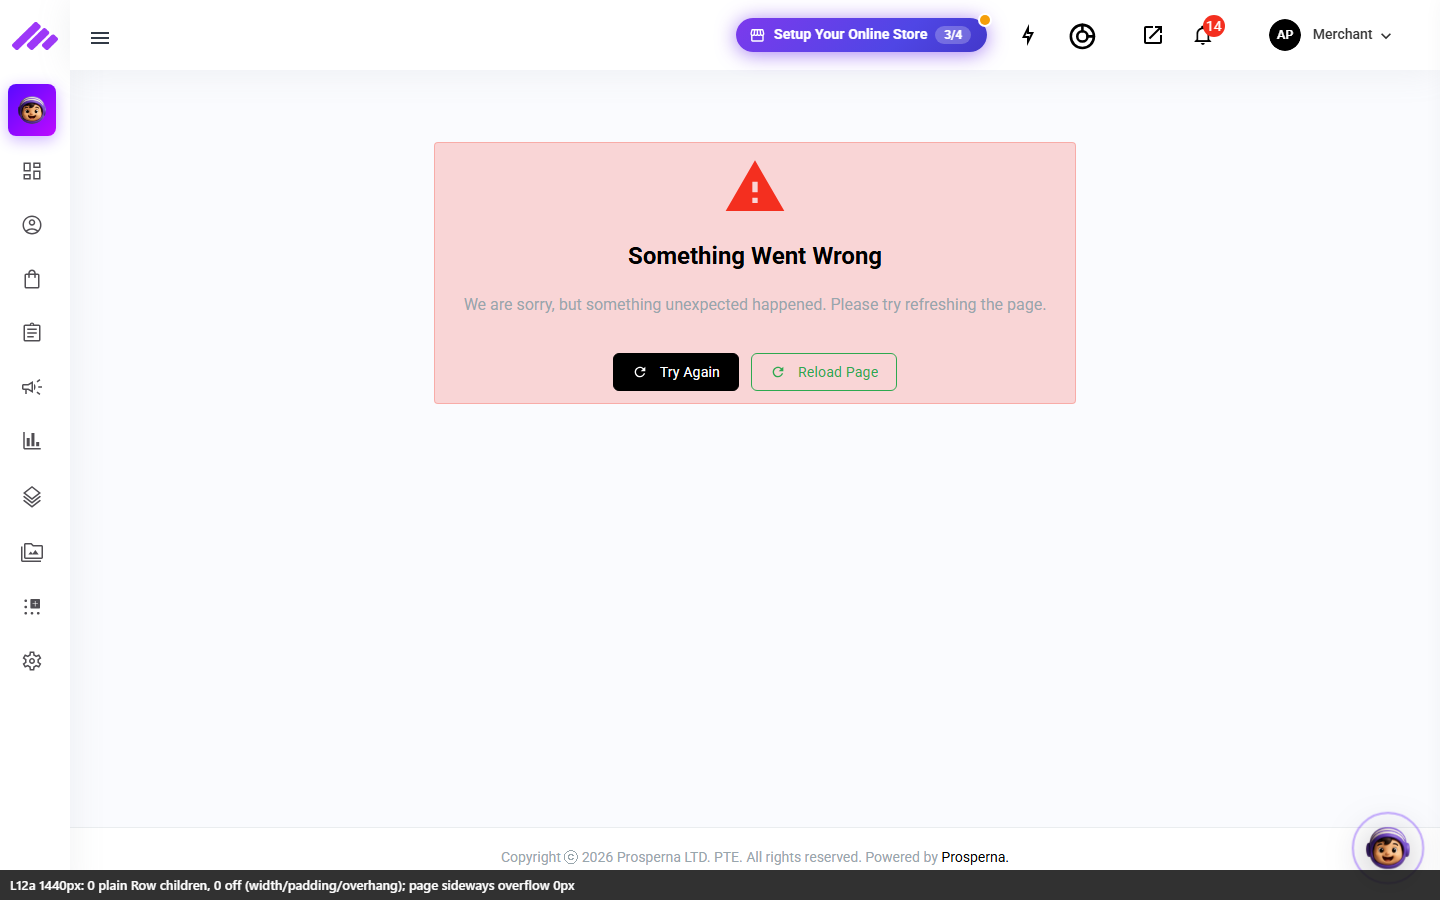 Setup Your Online Store 3/4
14
AP Merchant
Something Went Wrong
We are sorry, but something unexpected happened. Please try refreshing the page.
Try Again
Reload Page
Copyright © 2026 Prosperna LTD. PTE. All rights reserved. Powered by Prosperna.
L12a 1440px: 0 plain Row children, 0 off (width/padding/overhang); page sideways overflow 0px